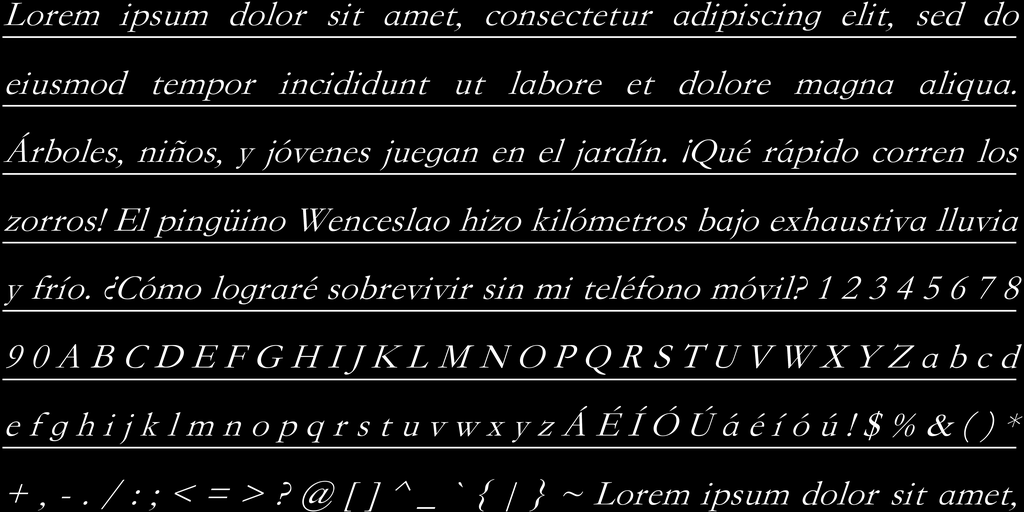 Lorem ipsum dolor sit amet, consectetur adipiscing elit, sed do
eiusmod tempor incididunt ut labore et dolore magna aliqua.
Árboles, niños, y jóvenes juegan en el jardín. ¡Qué rápido corren los
zorros! El pingüino Wenceslao hizo kilómetros bajo exhaustiva lluvia
y frío. ¿Cómo lograré sobrevivir sin mi teléfono móvil? 1 2 3 4 5 6 7 8
9 0 A B C D E F G H I J K L M N O P Q R S T U V W X Y Z a b c d
e f g h i j k l m n o p q r s t u v w x y z Á É Í Ó Ú á é í ó ú ! $ % & ( ) *
+ , - . / : ; < = > ? @ [ ] ^ _ ` { | } ~ Lorem ipsum dolor sit amet,